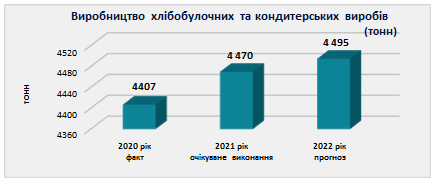 Виробництво хлібобулочних та кондитерських виробів
(тонн)
тонн
4520
4480
4440
4400
4360
4407
4 470
4 495
2020 рік
факт
2021 рік
очікуване виконання
2022 рік
прогноз